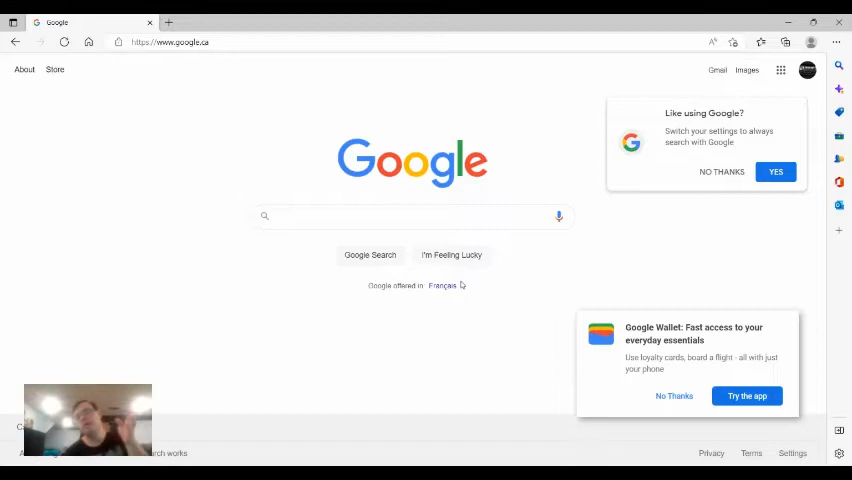 Google
https://www.google.ca
About Store
Gmail Images
Like using Google?
Switch your settings to always
search with Google
NO THANKS YES
Google
Google Search I'm Feeling Lucky
Google offered in Français
Google Wallet: Fast access to your
everyday essentials
Use loyalty cards, board a flight - all with just
your phone
No Thanks Try the app
works
Privacy Terms Settings